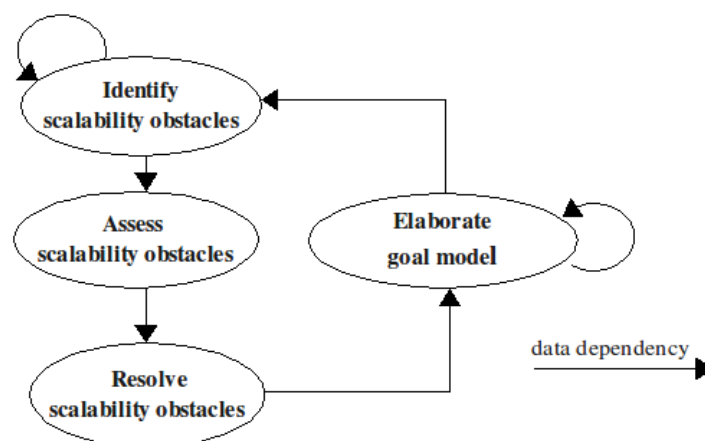 Identify
scalability obstacles
Assess
scalability obstacles
Elaborate
goal model
Resolve
scalability obstacles
data dependency